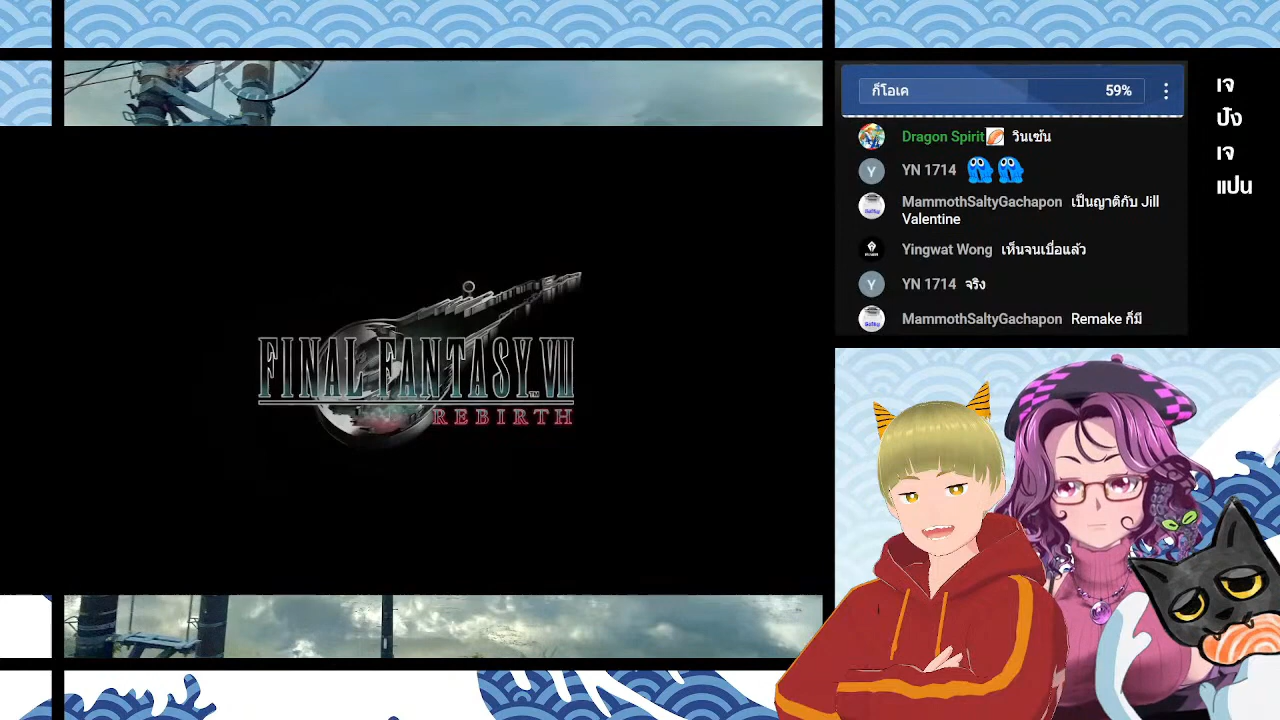 FINAL FANTASY VII
REBIRTH
ก็โอเค 59%
Dragon Spirit วินเซ้น
YN 1714
MammothSaltyGachapon เป็นญาติกับ Jill
Valentine
Yingwat Wong เห็นจนเบื่อแล้ว
YN 1714 จริง
MammothSaltyGachapon Remake ก็มี
เจ
ปัง
เจ
แปน